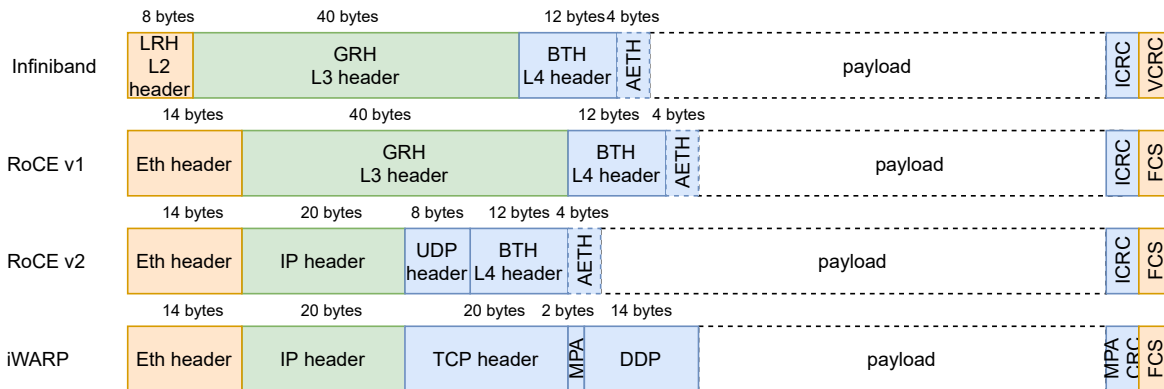 8 bytes 40 bytes 12 bytes 4 bytes
Infiniband
LRH
L2
header
GRH
L3 header
BTH
L4 header
AETH
payload
ICRC
VCRC
14 bytes 40 bytes 12 bytes 4 bytes
RoCE v1
Eth header
GRH
L3 header
BTH
L4 header
AETH
payload
ICRC
FCS
14 bytes 20 bytes 8 bytes 12 bytes 4 bytes
RoCE v2
Eth header
IP header
UDP
header
BTH
L4 header
AETH
payload
ICRC
FCS
14 bytes 20 bytes 20 bytes 2 bytes 14 bytes
iWARP
Eth header
IP header
TCP header
MPA
DDP
payload
MPA
CRC
FCS